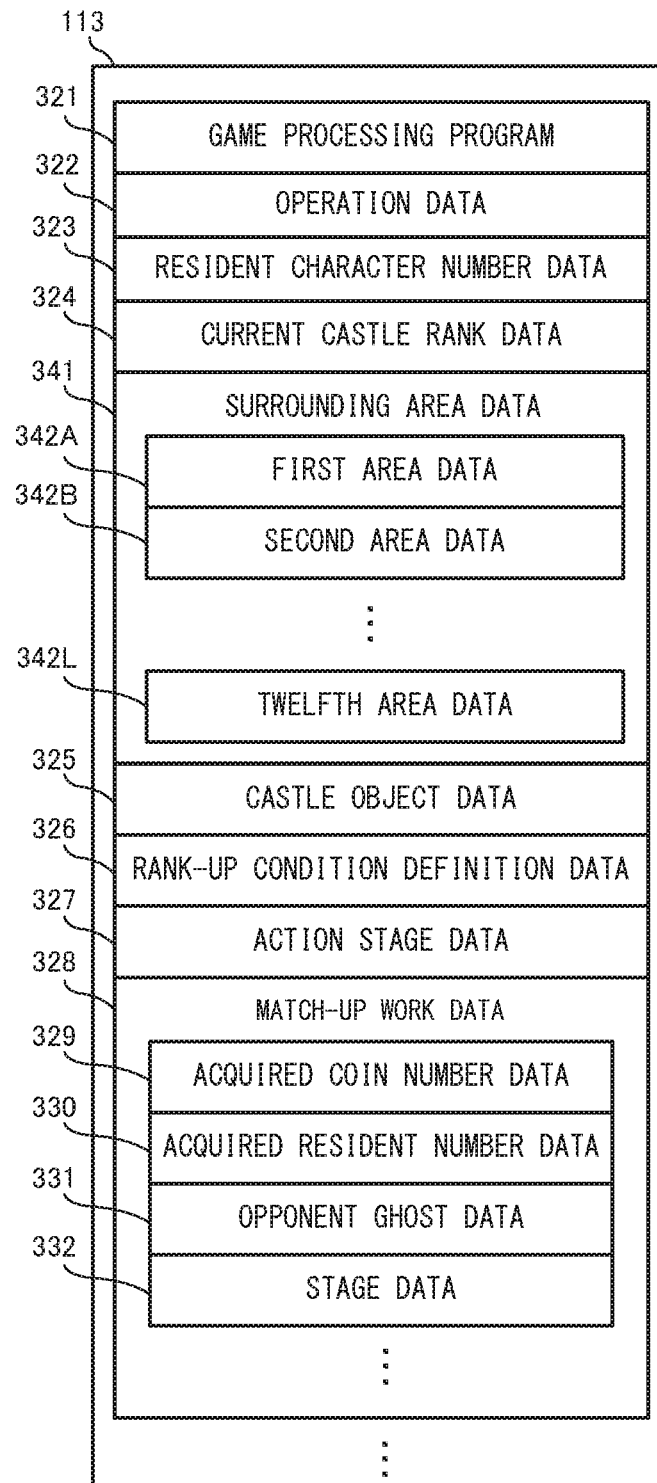 113
321
GAME PROCESSING PROGRAM
322
OPERATION DATA
323
RESIDENT CHARACTER NUMBER DATA
324
CURRENT CASTLE RANK DATA
341
SURROUNDING AREA DATA
342A
FIRST AREA DATA
342B
SECOND AREA DATA
342L
TWELFTH AREA DATA
325
CASTLE OBJECT DATA
326
RANK-UP CONDITION DEFINITION DATA
327
ACTION STAGE DATA
328
MATCH-UP WORK DATA
329
ACQUIRED COIN NUMBER DATA
330
ACQUIRED RESIDENT NUMBER DATA
331
OPPONENT GHOST DATA
332
STAGE DATA